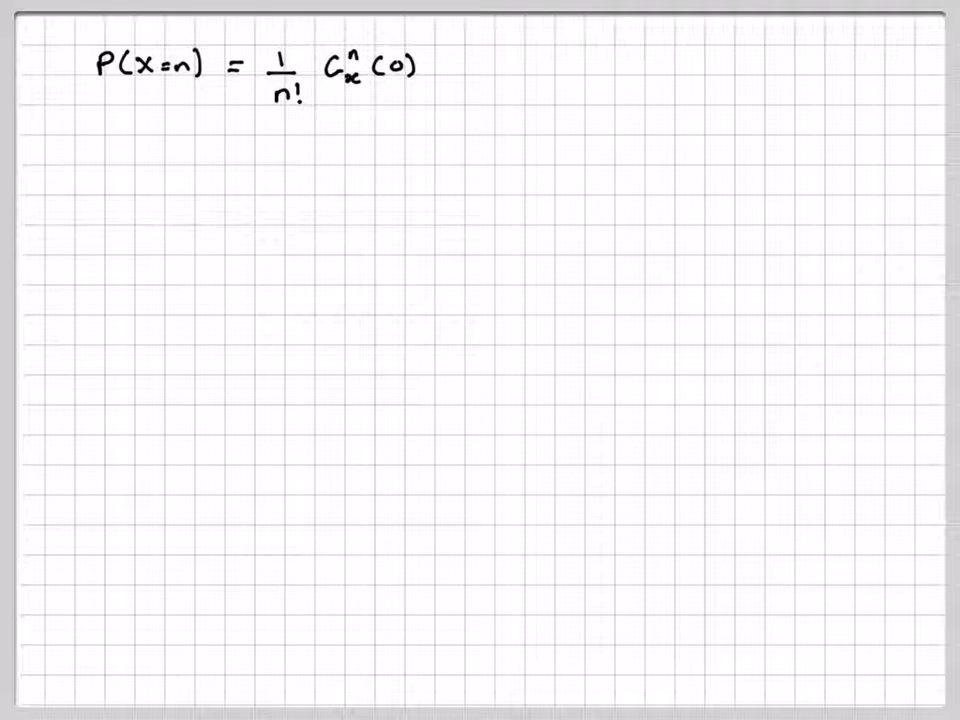 P(X=n) = 1/n! G_x^n (0)